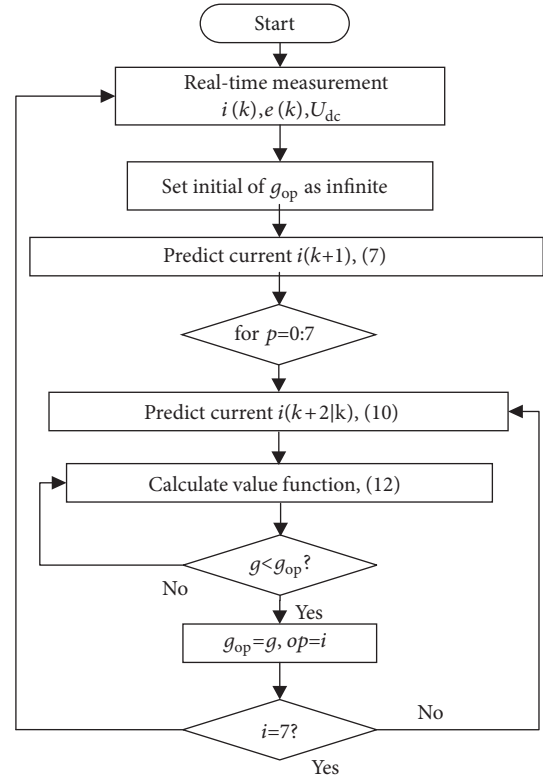 Start
Real-time measurement
i (k),e (k),Udc
Set initial of gop as infinite
Predict current i(k+1), (7)
for p=0:7
Predict current i(k+2|k), (10)
Calculate value function, (12)
g<gop?
No
Yes
gop=g, op=i
i=7?
No
Yes